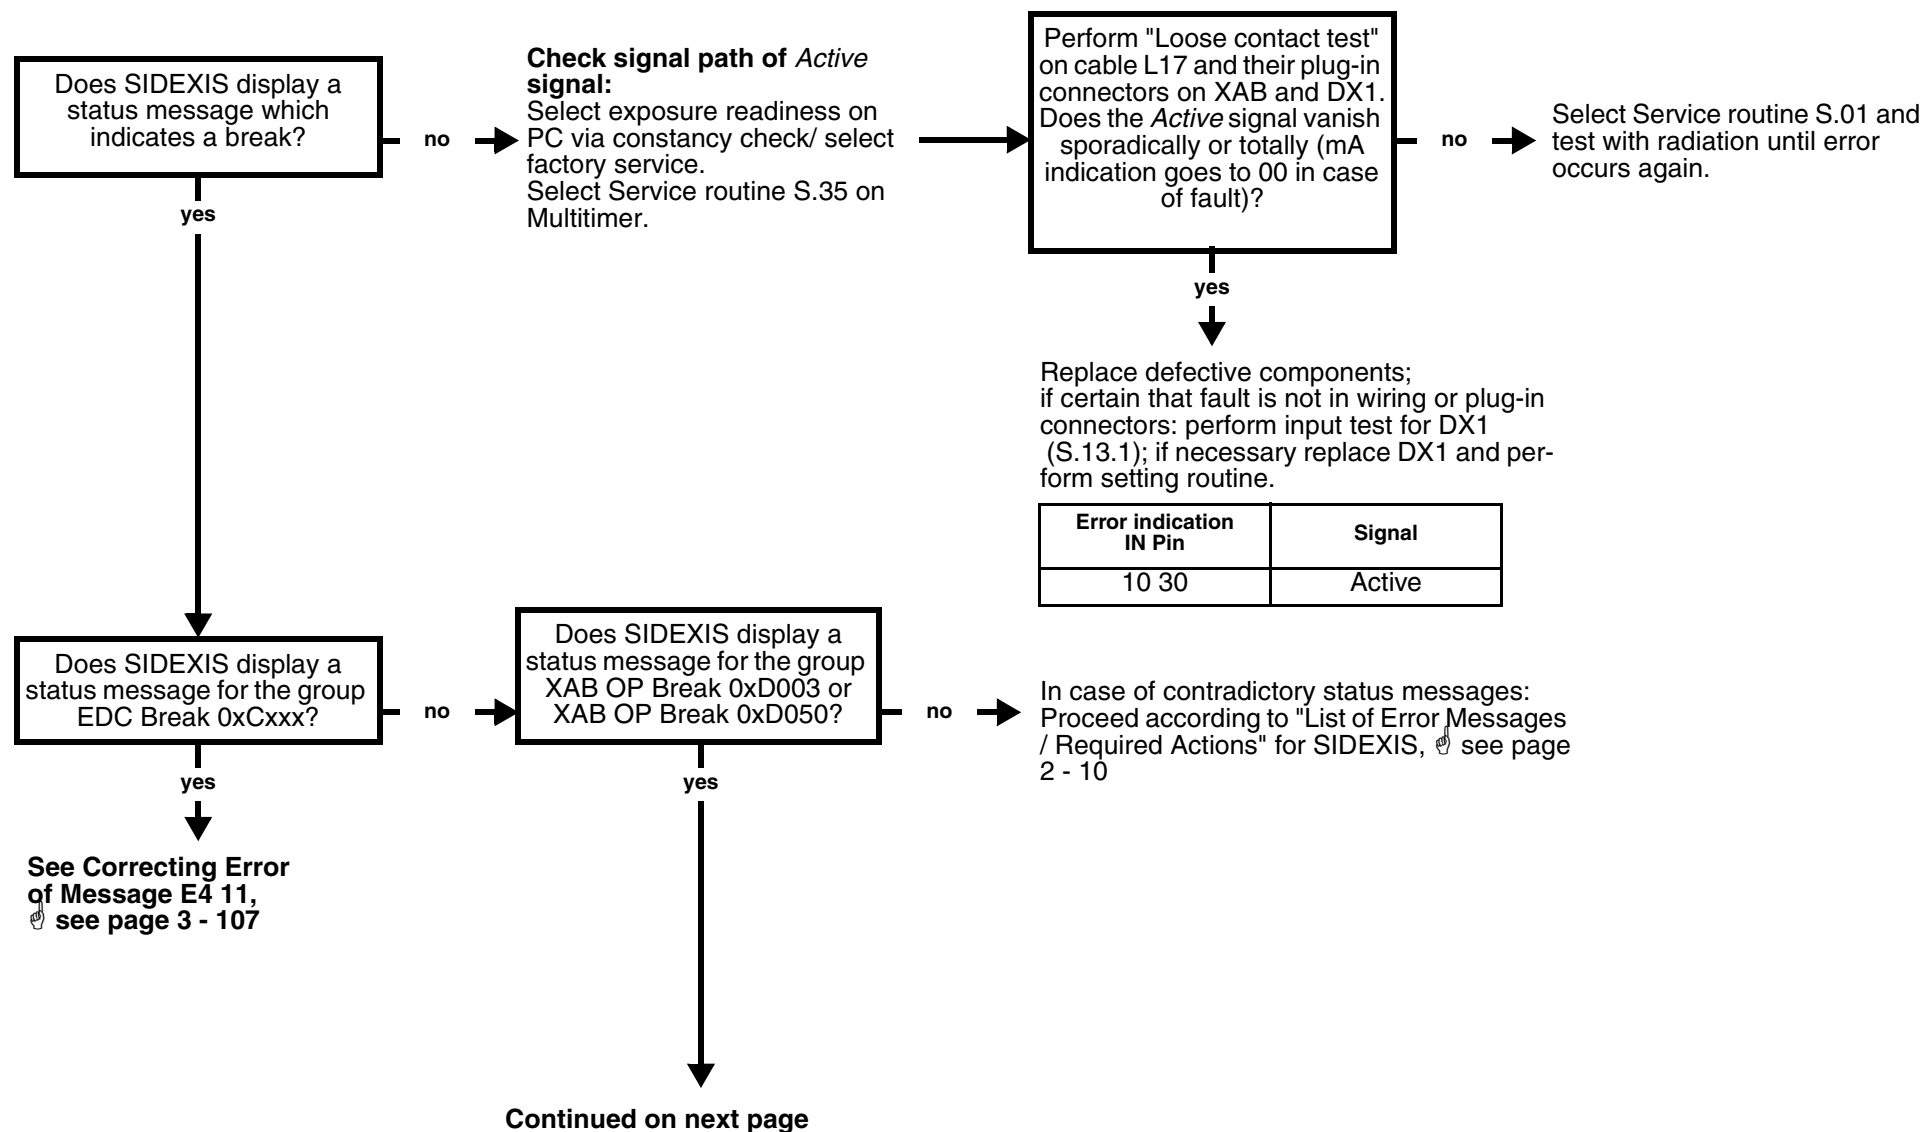 Does SIDEXIS display a
status message which
indicates a break?
no
Check signal path of Active
signal:
Select exposure readiness on
PC via constancy check/ select
factory service.
Select Service routine S.35 on
Multitimer.
Perform "Loose contact test"
on cable L17 and their plug-in
connectors on XAB and DX1.
Does the Active signal vanish
sporadically or totally (mA
indication goes to 00 in case
of fault)?
no
Select Service routine S.01 and
test with radiation until error
occurs again.
yes
yes
Replace defective components;
if certain that fault is not in wiring or plug-in
connectors: perform input test for DX1
(S.13.1); if necessary replace DX1 and per-
form setting routine.
Error indication
IN Pin
Signal
10 30
Active
Does SIDEXIS display a
status message for the group
EDC Break 0xCxxx?
no
Does SIDEXIS display a
status message for the group
XAB OP Break 0xD003 or
XAB OP Break 0xD050?
no
In case of contradictory status messages:
Proceed according to "List of Error Messages
/ Required Actions" for SIDEXIS, see page
2 - 10
yes
yes
See Correcting Error
of Message E4 11,
see page 3 - 107
Continued on next page